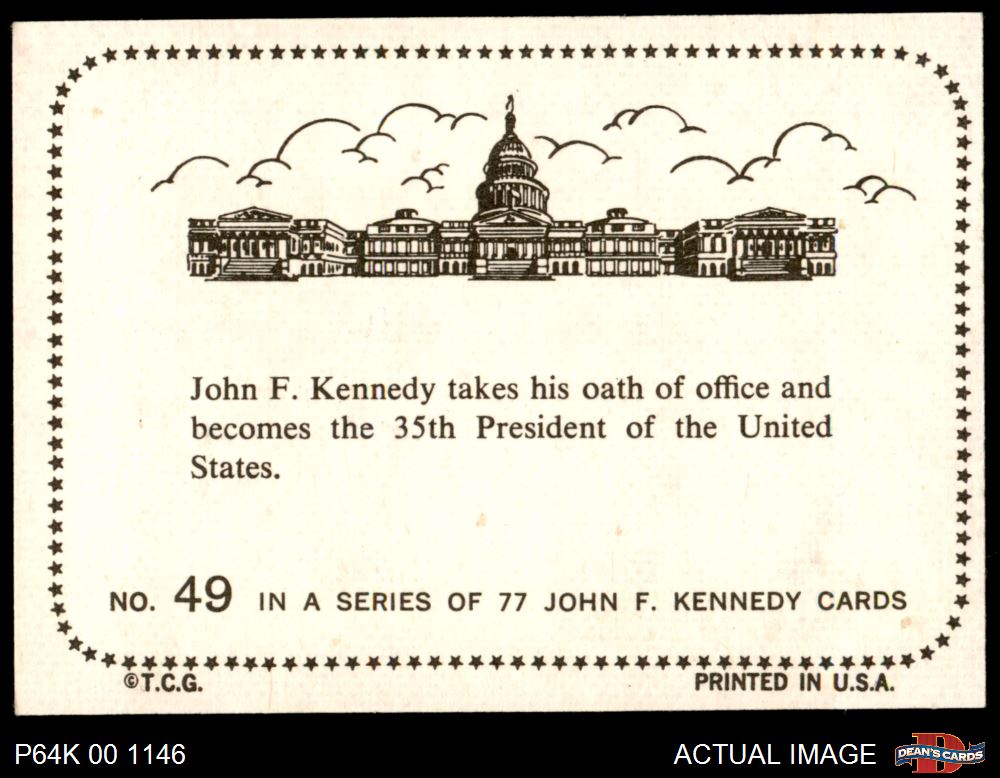 John F. Kennedy takes his oath of office and
becomes the 35th President of the United
States.
NO. 49 IN A SERIES OF 77 JOHN F. KENNEDY CARDS
©T.C.G. PRINTED IN U.S.A.
P64K 00 1146 ACTUAL IMAGE DEAN'S CARDS